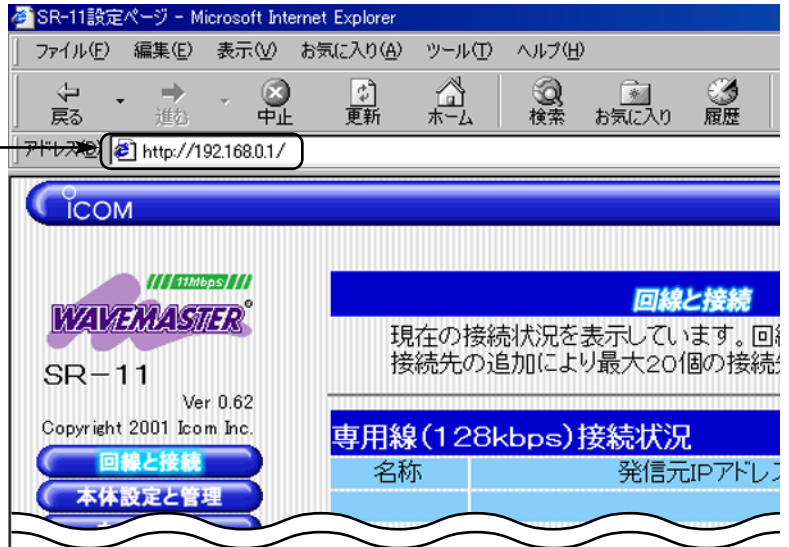 SR-11設定ページ - Microsoft Internet Explorer
ファイル(F) 編集(E) 表示(V) お気に入り(A) ツール(T) ヘルプ(H)
戻る 進む 中止 更新 ホーム 検索 お気に入り 履歴
アドレス(D) http://192.168.0.1/
ICOM
11Mbps
WAVEMASTER®
SR-11
Ver 0.62
Copyright 2001 Icom Inc.
回線と接続
本体設定と管理
回線と接続
現在の接続状況を表示しています。
接続先の追加により最大20個の接続先
専用線(128kbps)接続状況
名称 発信元IPアドレス